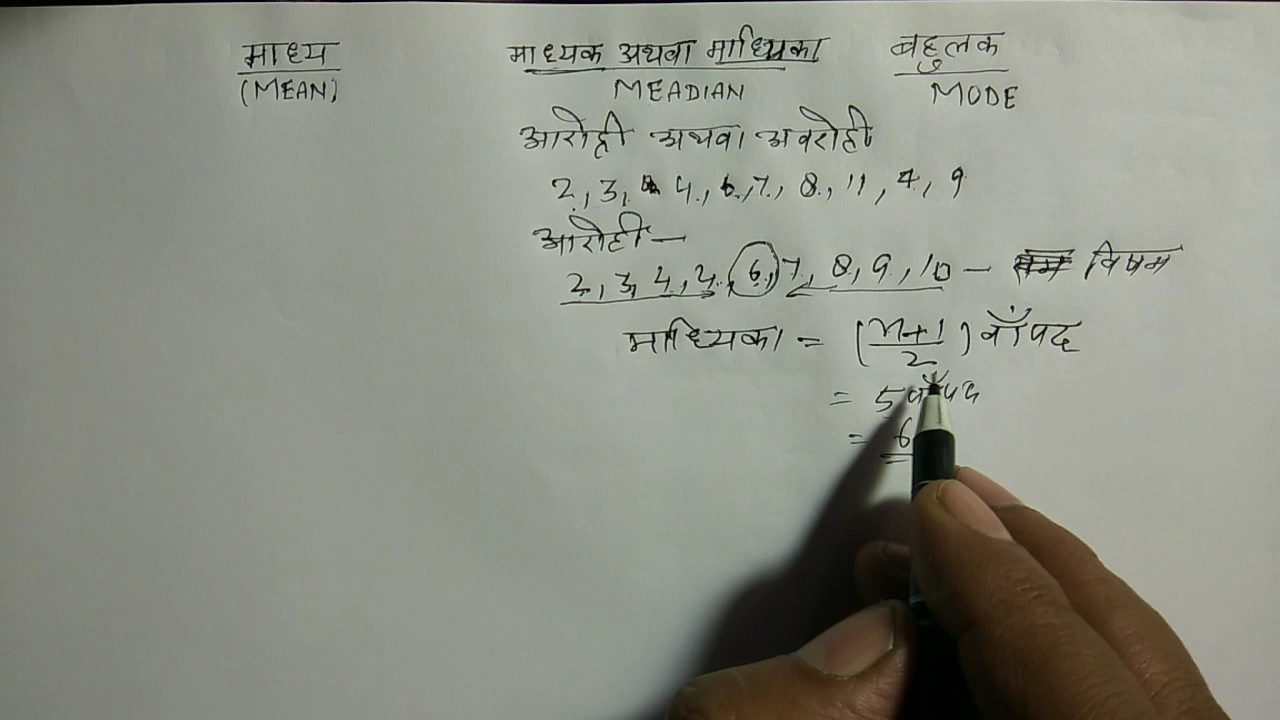 माध्य माध्यक अथवा माध्यिका बहुलक
(MEAN) MEADIAN MODE
आरोही अथवा अवरोही
2, 3, 4, 6, 7, 8, 11, 4, 9
आरोही —
2, 3, 4, 4, 6, 7, 8, 9, 10 — विषम
माध्यिका = (n+1/2) वाँ पद
= 5
= 6